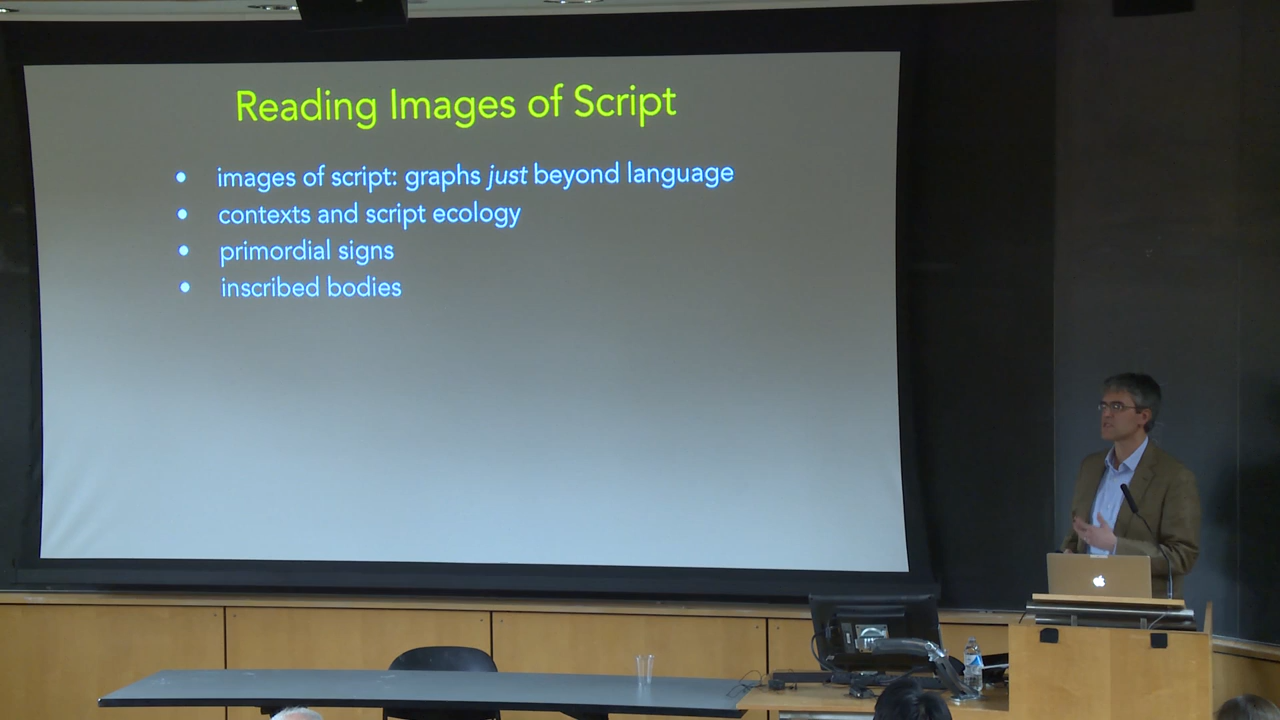 Reading Images of Script
• images of script: graphs just beyond language
• contexts and script ecology
• primordial signs
• inscribed bodies